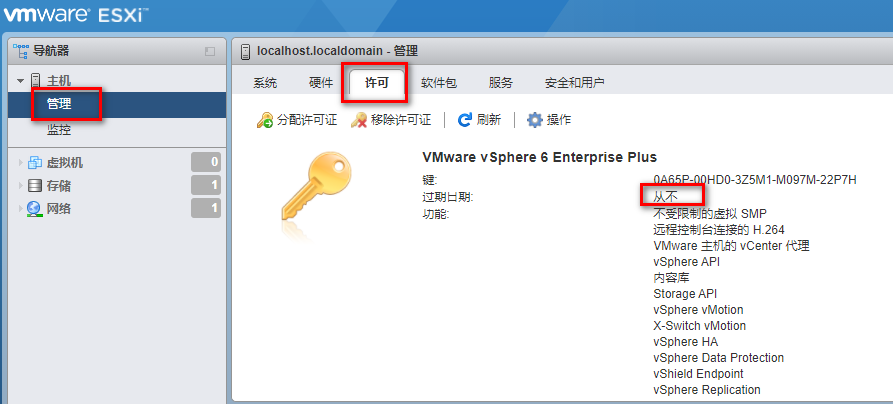 vmware ESXi™
导航器
主机
管理
监控
虚拟机 0
存储 1
网络 1
localhost.localdomain - 管理
系统 硬件 许可 软件包 服务 安全和用户
分配许可证 移除许可证 刷新 操作
VMware vSphere 6 Enterprise Plus
键: 0A65P-00HD0-3Z5M1-M097M-22P7H
过期日期: 从不
功能: 不受限制的虚拟 SMP
远程控制台连接的 H.264
VMware 主机的 vCenter 代理
vSphere API
内容库
Storage API
vSphere vMotion
X-Switch vMotion
vSphere HA
vSphere Data Protection
vShield Endpoint
vSphere Replication